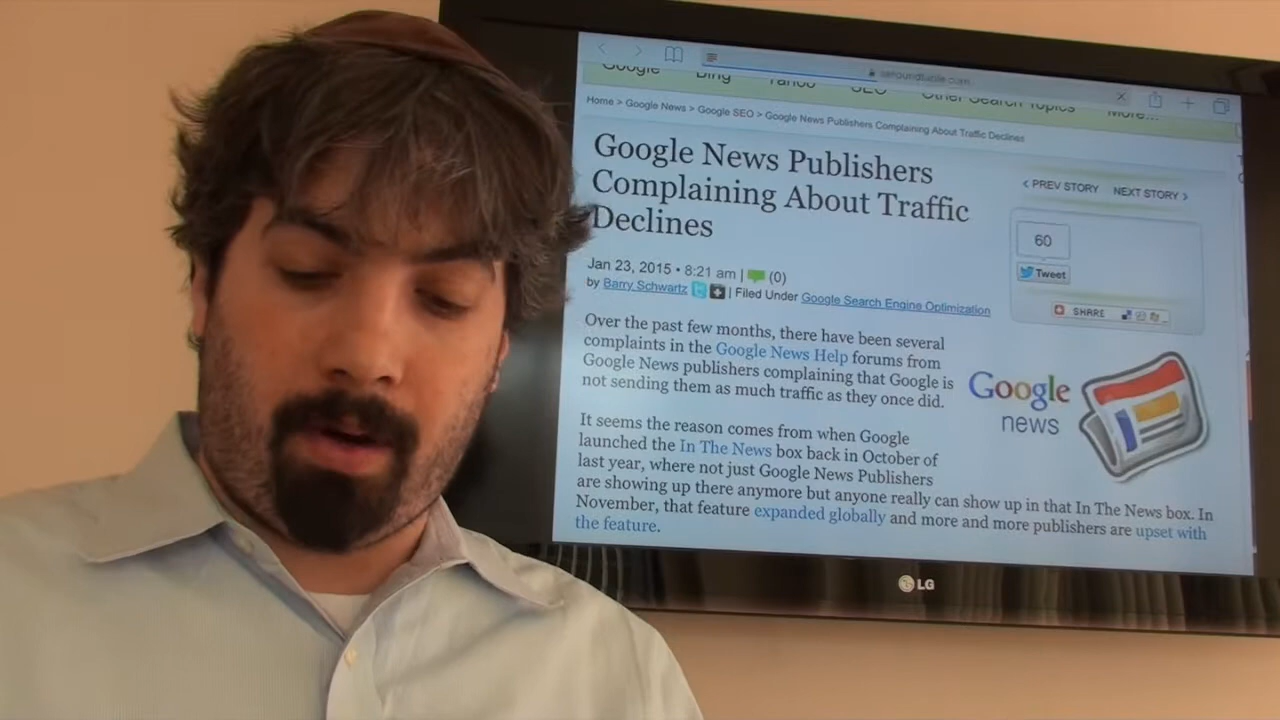 seroundtable.com
Google Bing Yahoo SEO Other Search Topics More...
Home > Google News > Google SEO > Google News Publishers Complaining About Traffic Declines
Google News Publishers
Complaining About Traffic
Declines
< PREV STORY NEXT STORY >
60
Tweet
SHARE
Jan 23, 2015 • 8:21 am | (0)
by Barry Schwartz | Filed Under Google Search Engine Optimization
Over the past few months, there have been several
complaints in the Google News Help forums from
Google News publishers complaining that Google is
not sending them as much traffic as they once did.
Google
news
It seems the reason comes from when Google
launched the In The News box back in October of
last year, where not just Google News Publishers
are showing up there anymore but anyone really can show up in that In The News box. In
November, that feature expanded globally and more and more publishers are upset with
the feature.
LG